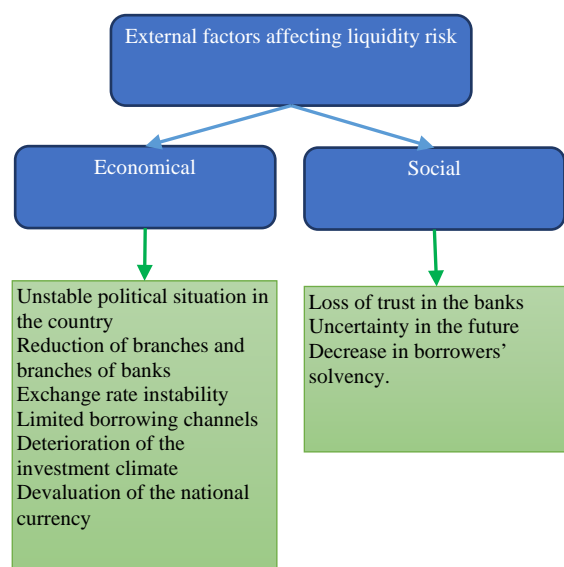 External factors affecting liquidity risk
Economical
Social
Unstable political situation in
the country
Reduction of branches and
branches of banks
Exchange rate instability
Limited borrowing channels
Deterioration of the
investment climate
Devaluation of the national
currency
Loss of trust in the banks
Uncertainty in the future
Decrease in borrowers’
solvency.